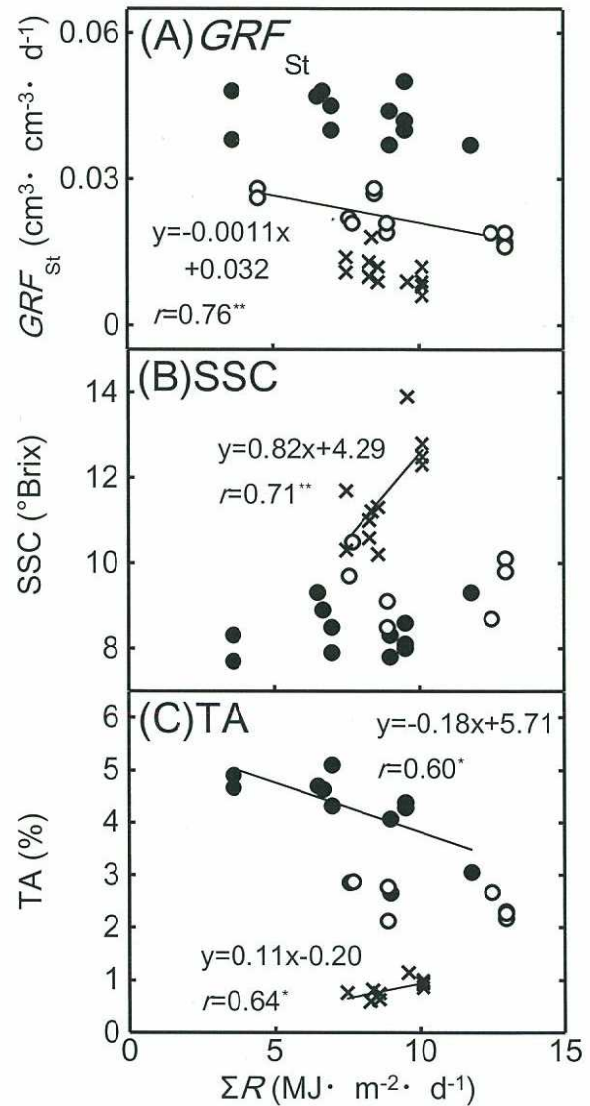 (A)GRF
St
GRFSt (cm³· cm⁻³· d⁻¹)
0.06
0.03
0
y=-0.0011x
+0.032
r=0.76**
(B)SSC
SSC (°Brix)
14
12
10
8
y=0.82x+4.29
r=0.71**
(C)TA
TA (%)
6
5
4
3
2
1
0
y=-0.18x+5.71
r=0.60*
y=0.11x-0.20
r=0.64*
0 5 10 15
ΣR (MJ· m⁻²· d⁻¹)